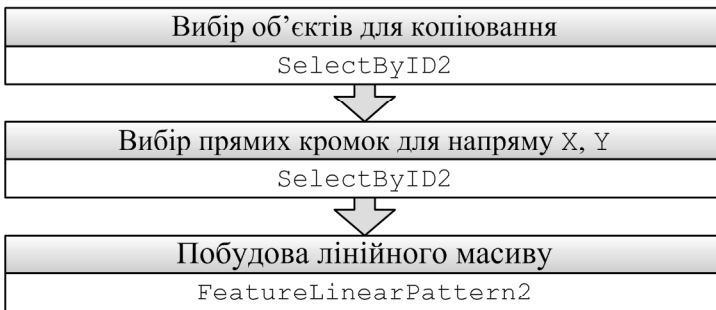 Вибір об’єктів для копіювання
SelectByID2
Вибір прямих кромок для напряму X, Y
SelectByID2
Побудова лінійного масиву
FeatureLinearPattern2